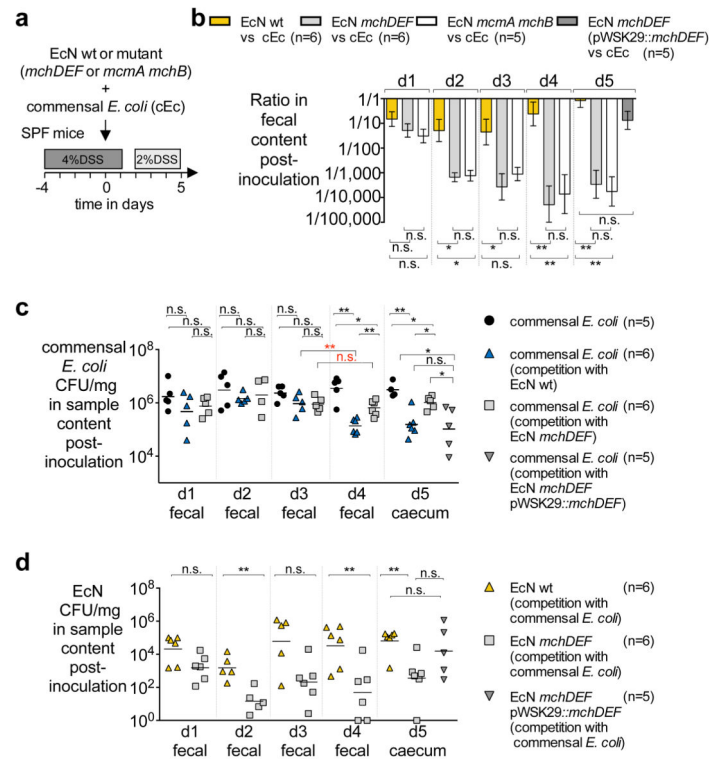 a
EcN wt or mutant
(mchDEF or mcmA mchB)
+
commensal E. coli (cEc)
SPF mice
4%DSS
2%DSS
-4
0
5
time in days
b
EcN wt
vs cEc (n=6)
EcN mchDEF
vs cEc (n=6)
EcN mcmA mchB
vs cEc (n=5)
EcN mchDEF
(pWSK29::mchDEF)
vs cEc (n=5)
d1 d2 d3 d4 d5
Ratio in
fecal
content
post-
inoculation
1/1
1/10
1/100
1/1,000
1/10,000
1/100,000
n.s.
n.s. n.s. n.s. n.s. n.s.
n.s. * * ** **
n.s. * ** **
c
commensal
E. coli
CFU/mg
in sample
content
post-
inoculation
10^8
10^6
10^4
n.s. n.s. n.s. ** **
n.s. n.s. n.s. * *
n.s. n.s. n.s. ** *
** *
n.s. n.s.
*
d1 d2 d3 d4 d5
fecal fecal fecal fecal caecum
commensal E. coli (n=5)
commensal E. coli (n=6)
(competition with
EcN wt)
commensal E. coli (n=6)
(competition with
EcN mchDEF)
commensal E. coli (n=5)
(competition with
EcN mchDEF
pWSK29::mchDEF)
d
EcN
CFU/mg
in sample
content
post-
inoculation
10^8
10^6
10^4
10^2
10^0
n.s. ** n.s. ** ** n.s.
n.s.
d1 d2 d3 d4 d5
fecal fecal fecal fecal caecum
EcN wt (n=6)
(competition with
commensal E. coli)
EcN mchDEF (n=6)
(competition with
commensal E. coli)
EcN mchDEF (n=5)
pWSK29::mchDEF
(competition with
commensal E. coli)